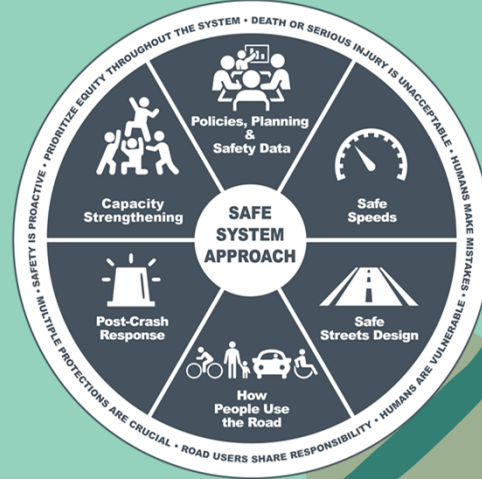 PRIORITIZE EQUITY THROUGHOUT THE SYSTEM • DEATH OR SERIOUS INJURY IS UNACCEPTABLE • HUMANS MAKE MISTAKES • HUMANS ARE VULNERABLE • ROAD USERS SHARE RESPONSIBILITY • MULTIPLE PROTECTIONS ARE CRUCIAL • SAFETY IS PROACTIVE •
Policies, Planning
&
Safety Data
Safe
Speeds
Safe
Streets Design
How
People Use
the Road
Post-Crash
Response
Capacity
Strengthening
SAFE
SYSTEM
APPROACH